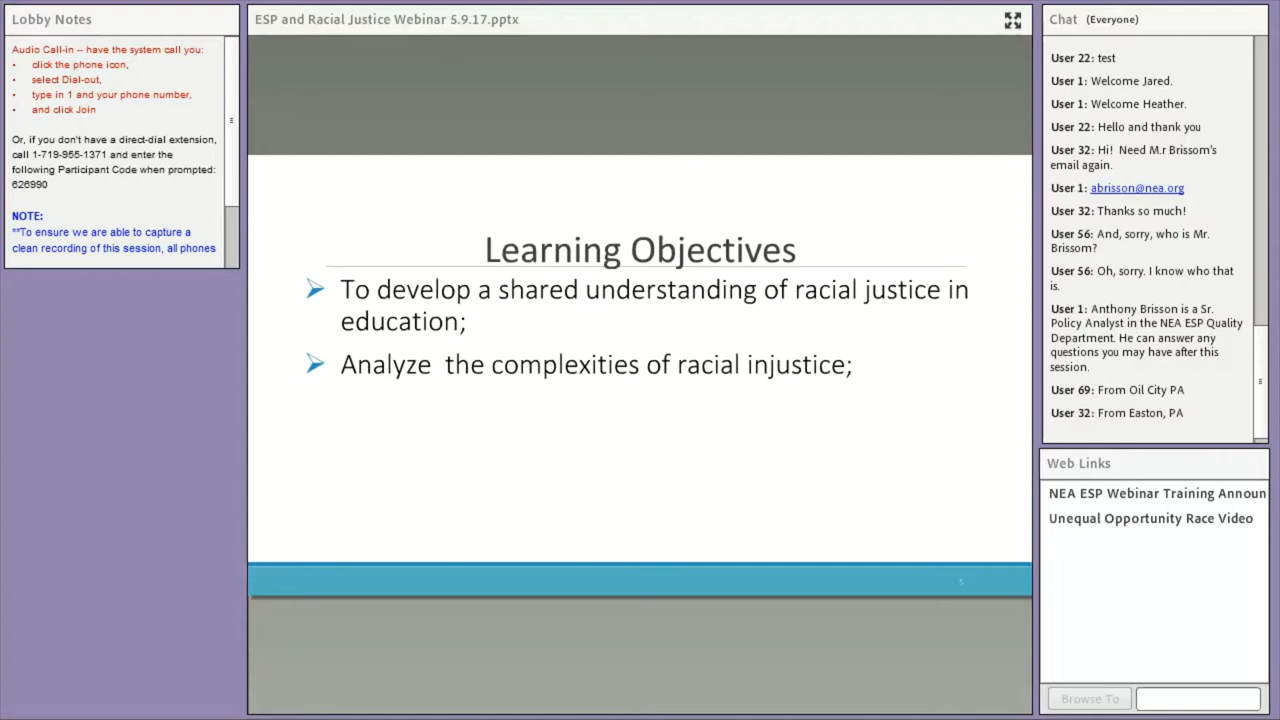 Lobby Notes
Audio Call-in -- have the system call you:
• click the phone icon,
• select Dial-out,
• type in 1 and your phone number,
• and click Join
Or, if you don't have a direct-dial extension,
call 1-719-955-1371 and enter the
following Participant Code when prompted:
626990
NOTE:
**To ensure we are able to capture a
clean recording of this session, all phones
ESP and Racial Justice Webinar 5.9.17.pptx
Learning Objectives
To develop a shared understanding of racial justice in
education;
Analyze the complexities of racial injustice;
5
Chat (Everyone)
User 22: test
User 1: Welcome Jared.
User 1: Welcome Heather.
User 22: Hello and thank you
User 32: Hi! Need M.r Brissom's
email again.
User 1: abrisson@nea.org
User 32: Thanks so much!
User 56: And, sorry, who is Mr.
Brissom?
User 56: Oh, sorry. I know who that
is.
User 1: Anthony Brisson is a Sr.
Policy Analyst in the NEA ESP Quality
Department. He can answer any
questions you may have after this
session.
User 69: From Oil City PA
User 32: From Easton, PA
Web Links
NEA ESP Webinar Training Announ
Unequal Opportunity Race Video
Browse To